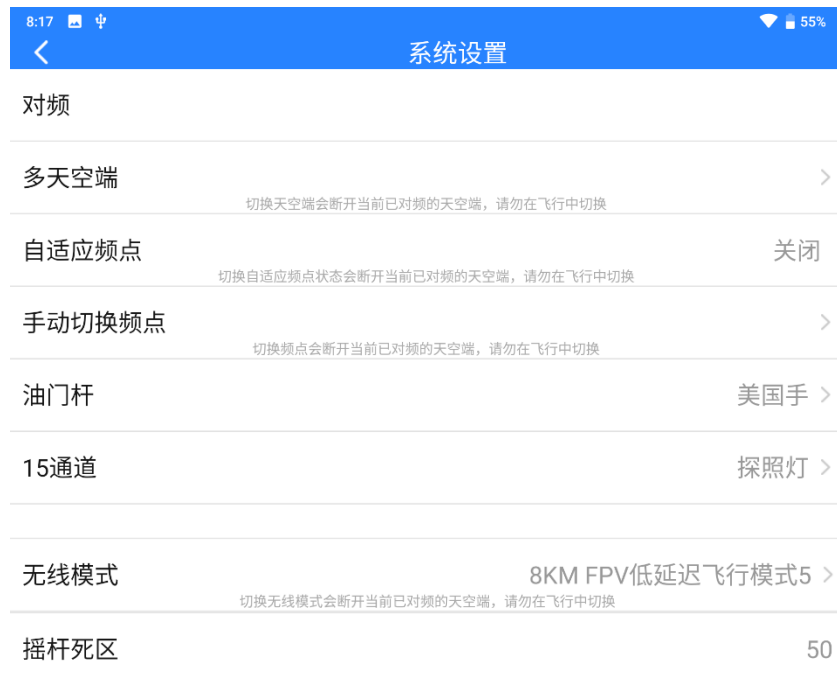 8:17
55%
系统设置
对频
多天空端
切换天空端会断开当前已对频的天空端，请勿在飞行中切换
自适应频点
关闭
切换自适应频点状态会断开当前已对频的天空端，请勿在飞行中切换
手动切换频点
切换频点会断开当前已对频的天空端，请勿在飞行中切换
油门杆
美国手
15通道
探照灯
无线模式
8KM FPV低延迟飞行模式5
切换无线模式会断开当前已对频的天空端，请勿在飞行中切换
摇杆死区
50